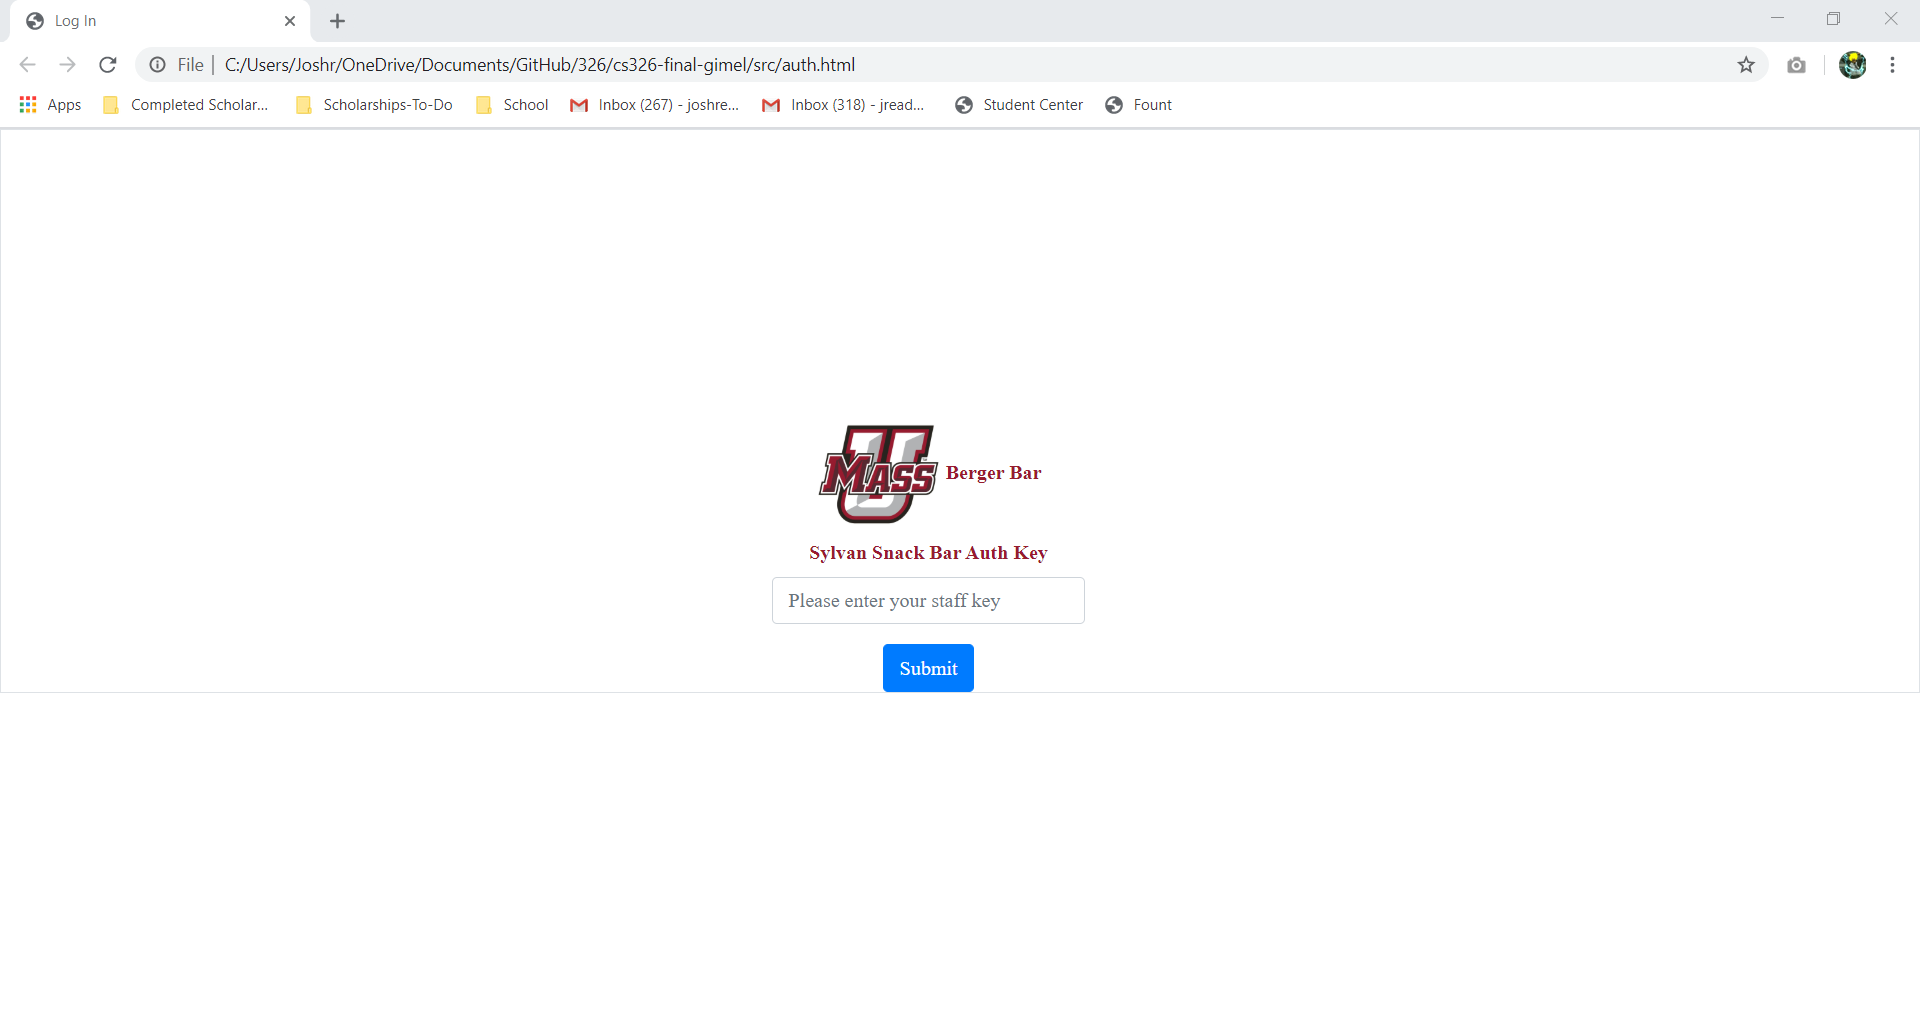 Log In
File C:/Users/Joshr/OneDrive/Documents/GitHub/326/cs326-final-gimel/src/auth.html
Apps Completed Scholar... Scholarships-To-Do School Inbox (267) - joshre... Inbox (318) - jread... Student Center Fount
UMASS Berger Bar
Sylvan Snack Bar Auth Key
Please enter your staff key
Submit